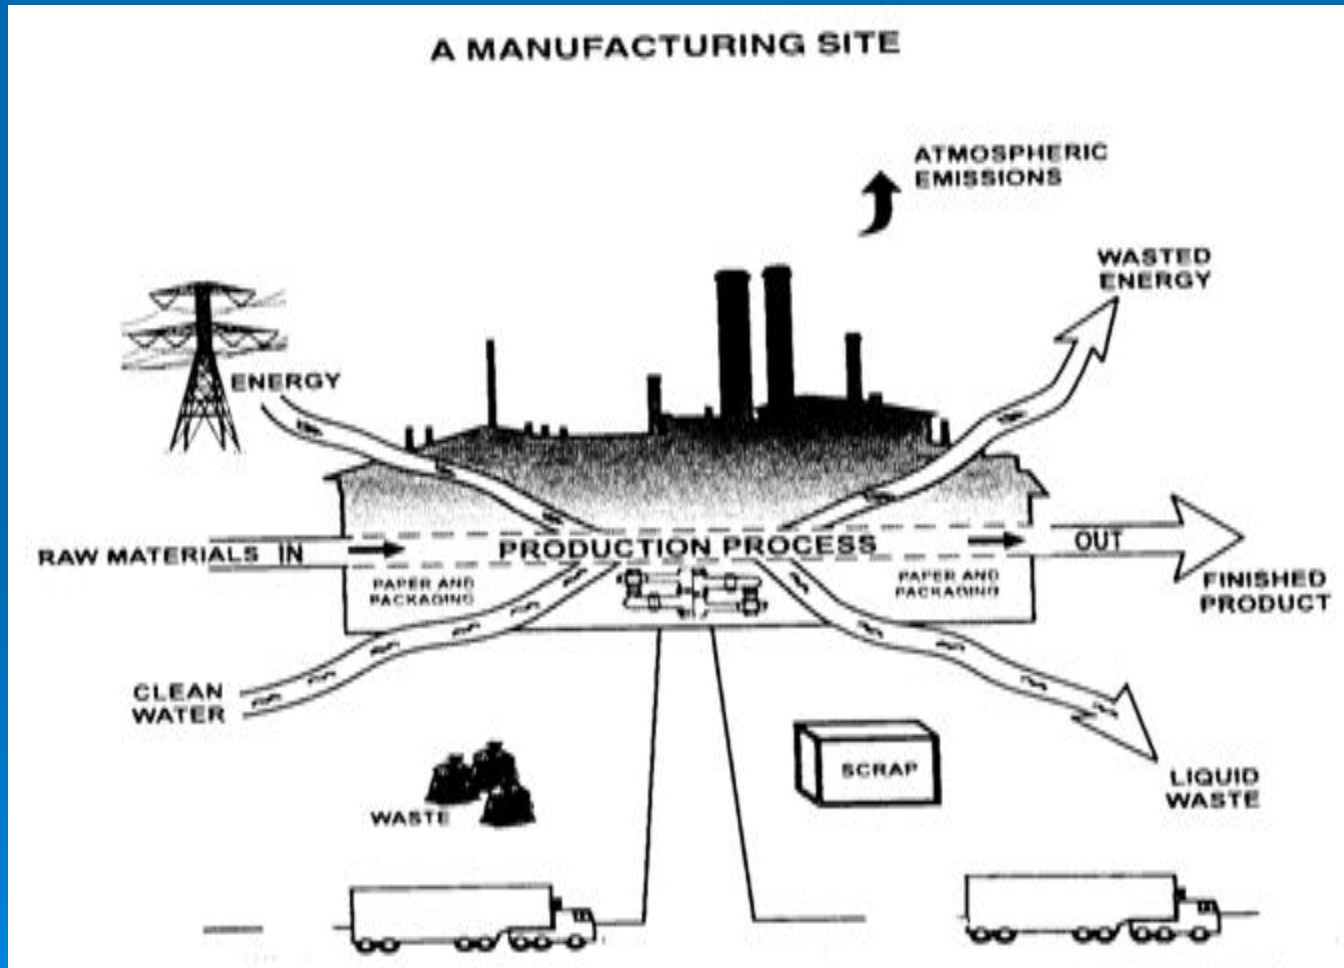 A MANUFACTURING SITE
ATMOSPHERIC
EMISSIONS
WASTED
ENERGY
ENERGY
RAW MATERIALS IN
PRODUCTION PROCESS
OUT
PAPER AND
PACKAGING
PAPER AND
PACKAGING
FINISHED
PRODUCT
CLEAN
WATER
SCRAP
WASTE
LIQUID
WASTE